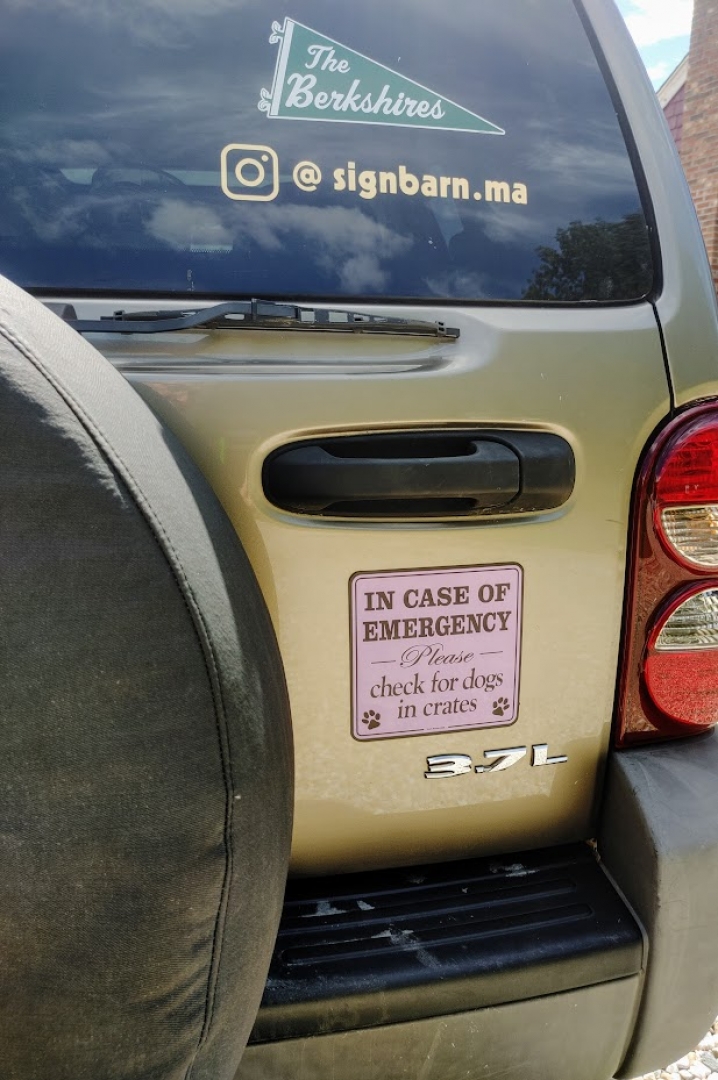 The
Berkshires
@ signbarn.ma
IN CASE OF
EMERGENCY
Please
check for dogs
in crates
3.7L